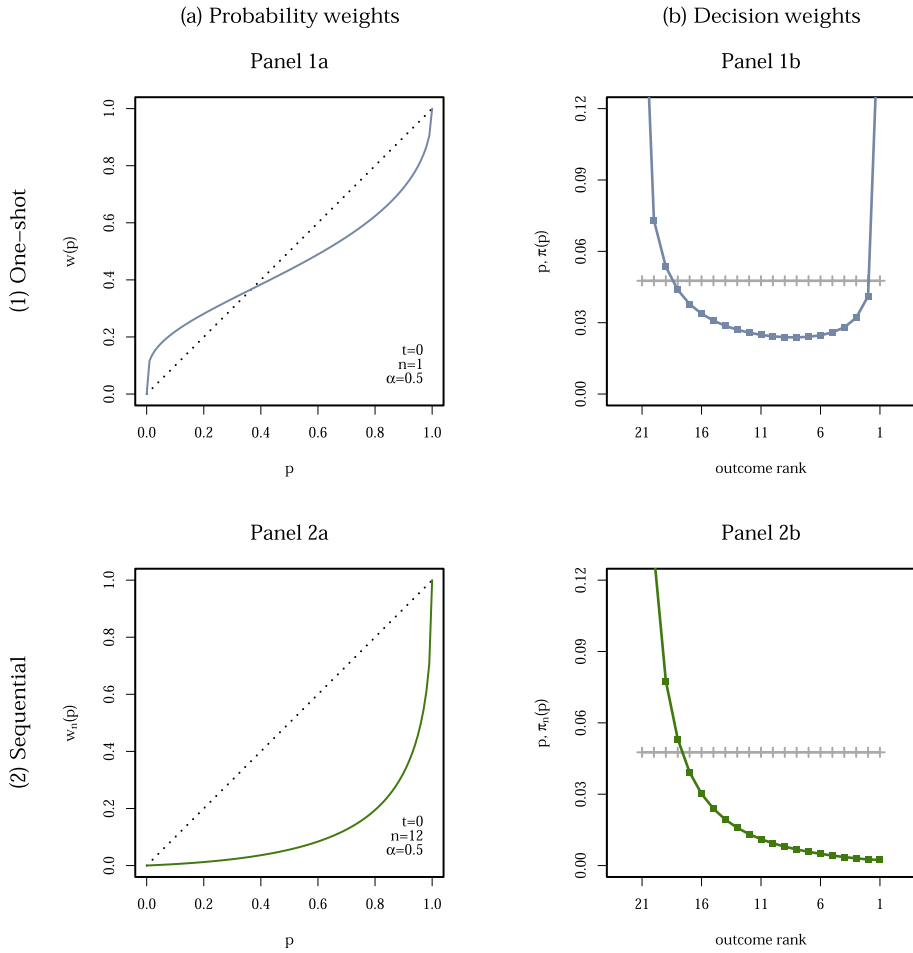 (a) Probability weights
(b) Decision weights
(1) One−shot
Panel 1a
w(p)
1.0
0.8
0.6
0.4
0.2
0.0
t=0
n=1
α=0.5
0.0 0.2 0.4 0.6 0.8 1.0
p
Panel 1b
p, π(p)
0.12
0.09
0.06
0.03
0.00
21 16 11 6 1
outcome rank
(2) Sequential
Panel 2a
wn(p)
1.0
0.8
0.6
0.4
0.2
0.0
t=0
n=12
α=0.5
0.0 0.2 0.4 0.6 0.8 1.0
p
Panel 2b
p, πn(p)
0.12
0.09
0.06
0.03
0.00
21 16 11 6 1
outcome rank